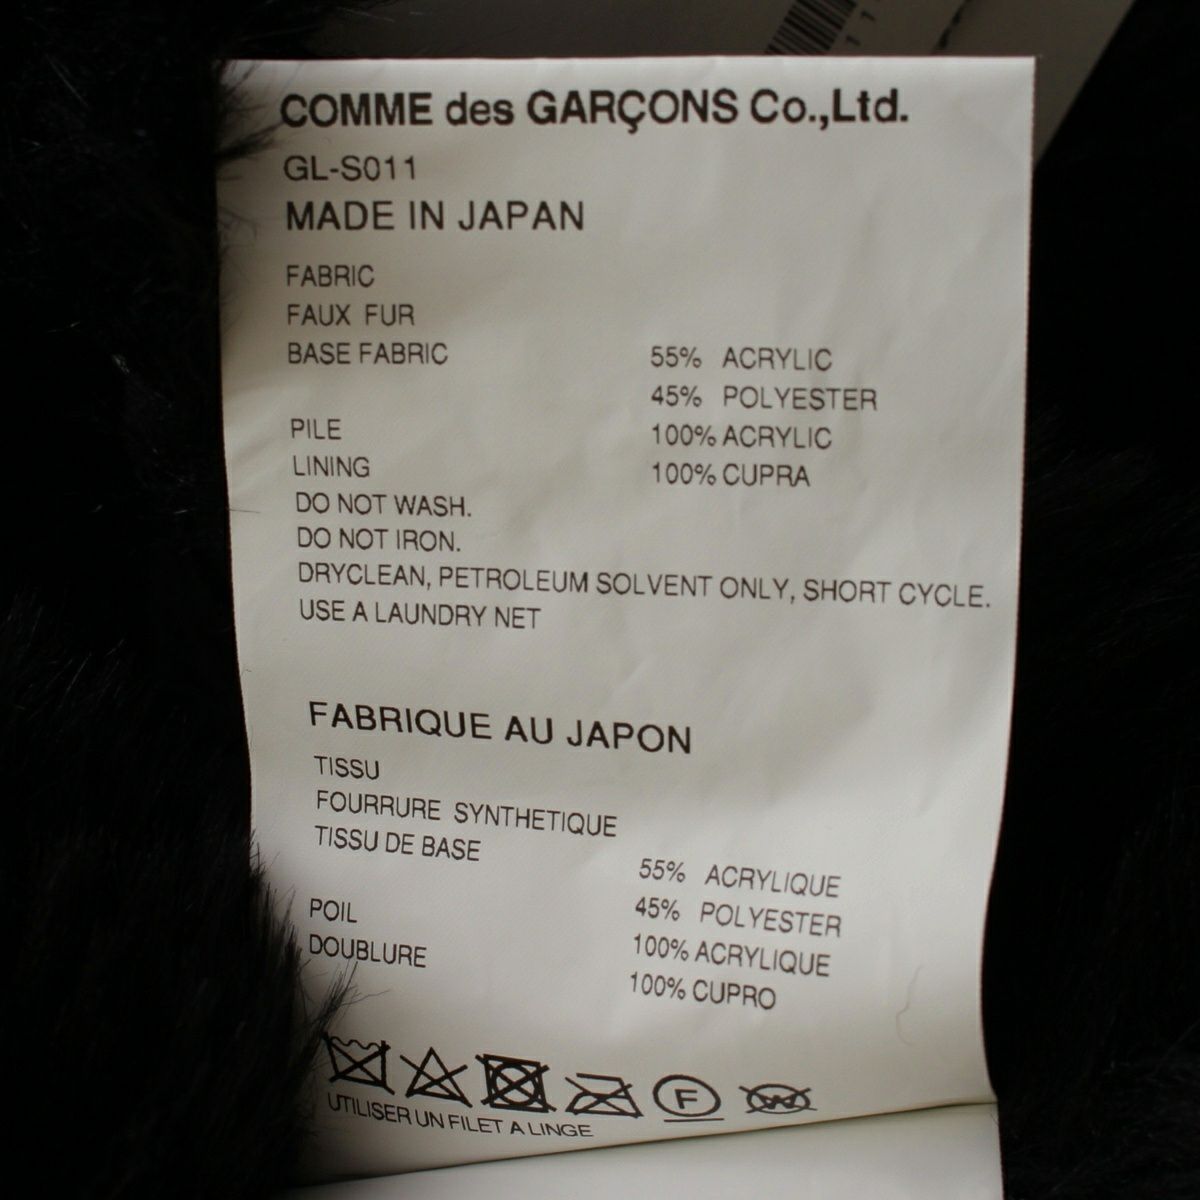 COMME des GARÇONS Co.,Ltd.
GL-S011
MADE IN JAPAN
FABRIC
FAUX FUR
BASE FABRIC 55% ACRYLIC
45% POLYESTER
PILE 100% ACRYLIC
LINING 100% CUPRA
DO NOT WASH.
DO NOT IRON.
DRYCLEAN, PETROLEUM SOLVENT ONLY, SHORT CYCLE.
USE A LAUNDRY NET
FABRIQUE AU JAPON
TISSU
FOURRURE SYNTHETIQUE
TISSU DE BASE 55% ACRYLIQUE
45% POLYESTER
POIL 100% ACRYLIQUE
DOUBLURE 100% CUPRO
F W
UTILISER UN FILET A LINGE